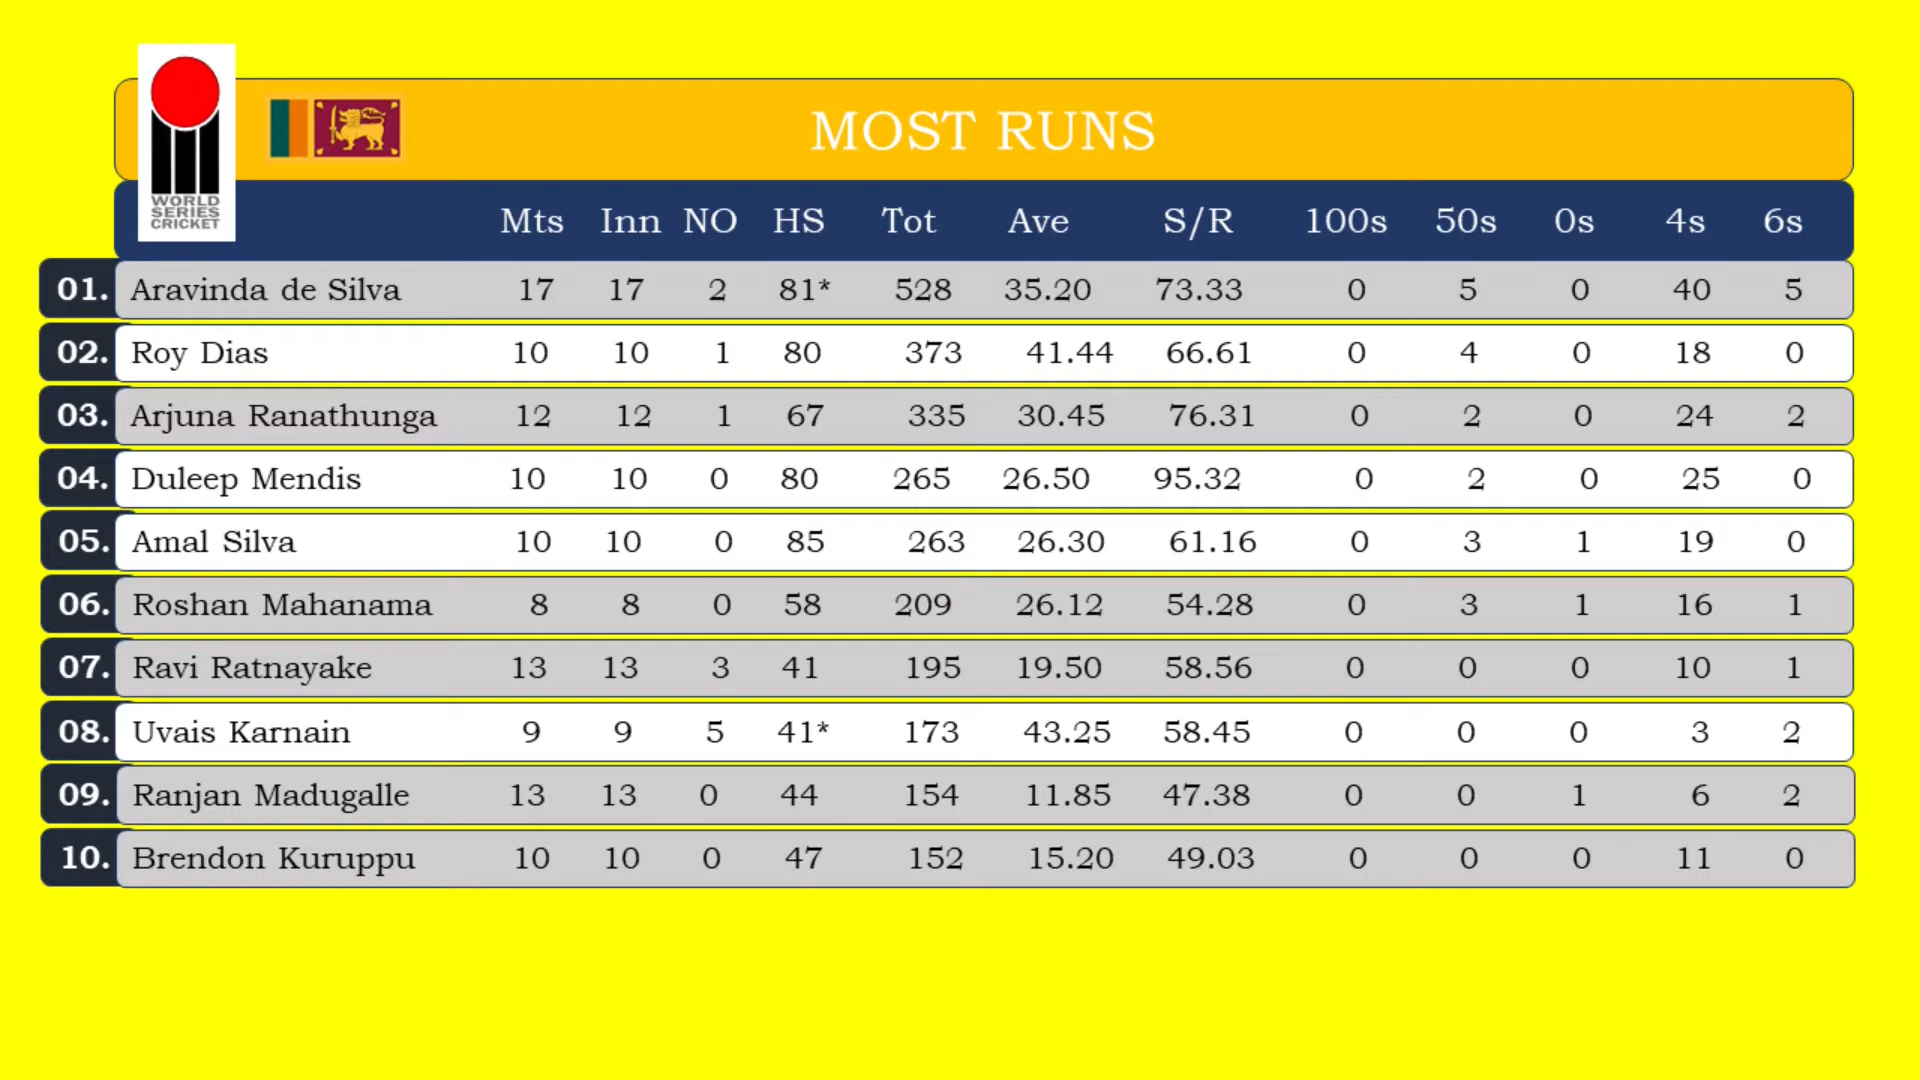 MOST RUNS
WORLD
SERIES
CRICKET
Mts Inn NO HS Tot Ave S/R 100s 50s 0s 4s 6s
01. Aravinda de Silva 17 17 2 81* 528 35.20 73.33 0 5 0 40 5
02. Roy Dias 10 10 1 80 373 41.44 66.61 0 4 0 18 0
03. Arjuna Ranathunga 12 12 1 67 335 30.45 76.31 0 2 0 24 2
04. Duleep Mendis 10 10 0 80 265 26.50 95.32 0 2 0 25 0
05. Amal Silva 10 10 0 85 263 26.30 61.16 0 3 1 19 0
06. Roshan Mahanama 8 8 0 58 209 26.12 54.28 0 3 1 16 1
07. Ravi Ratnayake 13 13 3 41 195 19.50 58.56 0 0 0 10 1
08. Uvais Karnain 9 9 5 41* 173 43.25 58.45 0 0 0 3 2
09. Ranjan Madugalle 13 13 0 44 154 11.85 47.38 0 0 1 6 2
10. Brendon Kuruppu 10 10 0 47 152 15.20 49.03 0 0 0 11 0